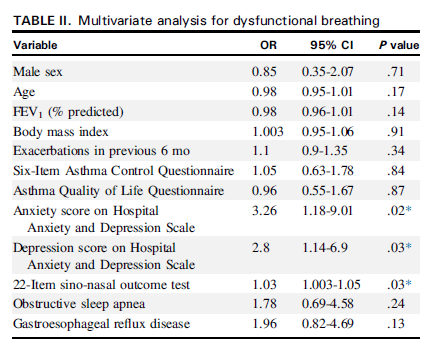 TABLE II. Multivariate analysis for dysfunctional breathing
Variable OR 95% CI P value
Male sex 0.85 0.35-2.07 .71
Age 0.98 0.95-1.01 .17
FEV₁ (% predicted) 0.98 0.96-1.01 .14
Body mass index 1.003 0.95-1.06 .91
Exacerbations in previous 6 mo 1.1 0.9-1.35 .34
Six-Item Asthma Control Questionnaire 1.05 0.63-1.78 .84
Asthma Quality of Life Questionnaire 0.96 0.55-1.67 .87
Anxiety score on Hospital 3.26 1.18-9.01 .02*
Anxiety and Depression Scale
Depression score on Hospital 2.8 1.14-6.9 .03*
Anxiety and Depression Scale
22-Item sino-nasal outcome test 1.03 1.003-1.05 .03*
Obstructive sleep apnea 1.78 0.69-4.58 .24
Gastroesophageal reflux disease 1.96 0.82-4.69 .13